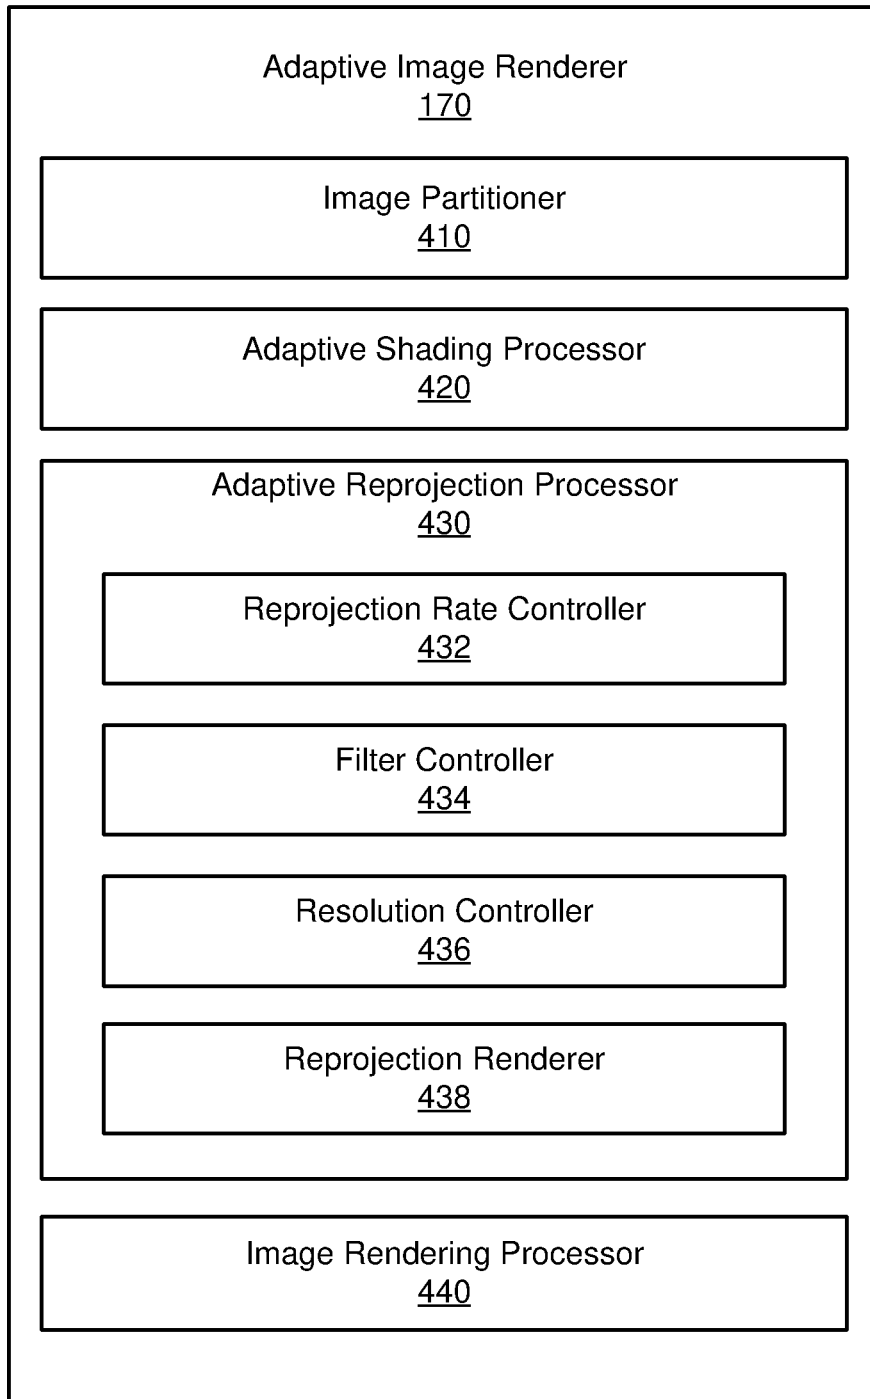 Adaptive Image Renderer
170
Image Partitioner
410
Adaptive Shading Processor
420
Adaptive Reprojection Processor
430
Reprojection Rate Controller
432
Filter Controller
434
Resolution Controller
436
Reprojection Renderer
438
Image Rendering Processor
440